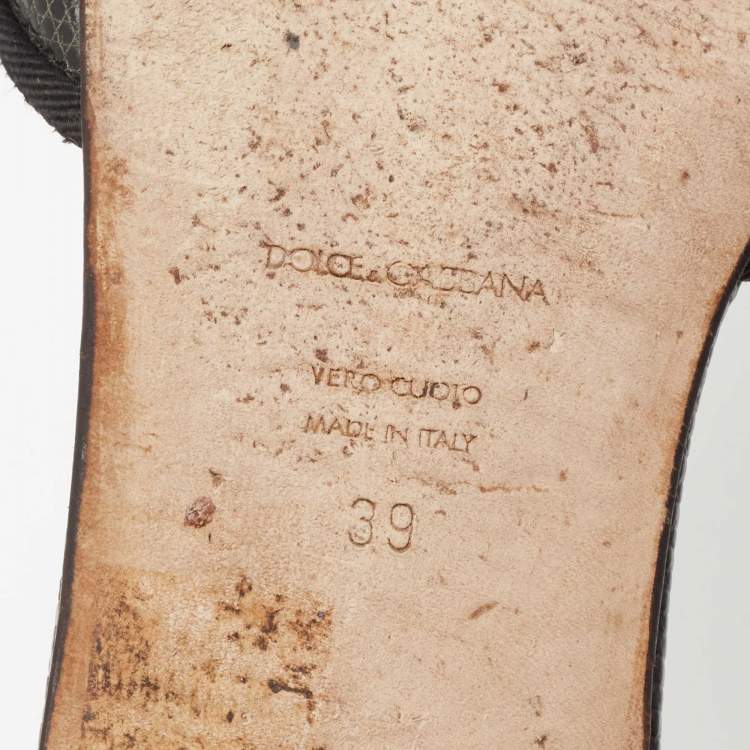 DOLCE & GABBANA
VERO CUOIO
MADE IN ITALY
39